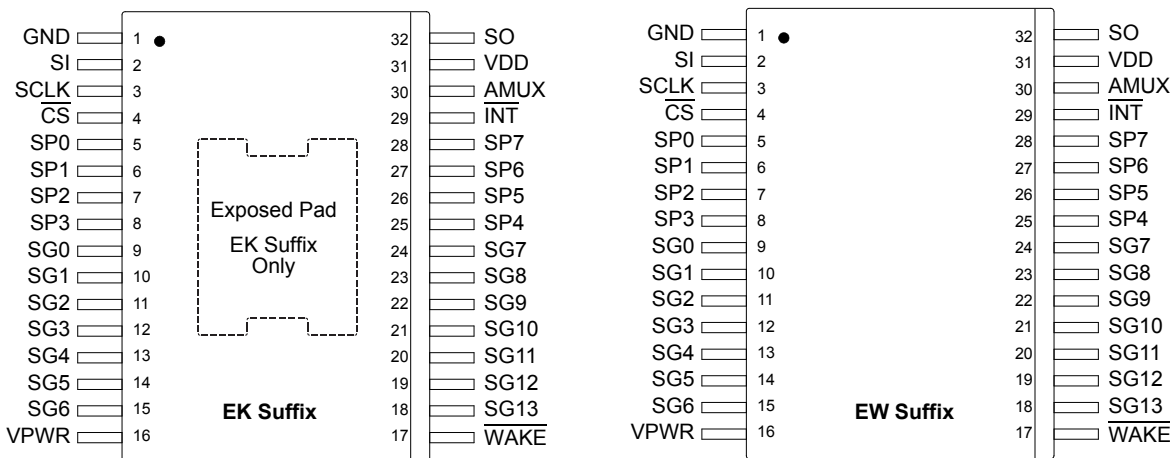 GND 1 32 SO
SI 2 31 VDD
SCLK 3 30 AMUX
CS 4 29 INT
SP0 5 28 SP7
SP1 6 27 SP6
SP2 7 26 SP5
SP3 8 25 SP4
SG0 9 24 SG7
SG1 10 23 SG8
SG2 11 22 SG9
SG3 12 21 SG10
SG4 13 20 SG11
SG5 14 19 SG12
SG6 15 18 SG13
VPWR 16 17 WAKE
Exposed Pad
EK Suffix
Only
EK Suffix
GND 1 32 SO
SI 2 31 VDD
SCLK 3 30 AMUX
CS 4 29 INT
SP0 5 28 SP7
SP1 6 27 SP6
SP2 7 26 SP5
SP3 8 25 SP4
SG0 9 24 SG7
SG1 10 23 SG8
SG2 11 22 SG9
SG3 12 21 SG10
SG4 13 20 SG11
SG5 14 19 SG12
SG6 15 18 SG13
VPWR 16 17 WAKE
EW Suffix